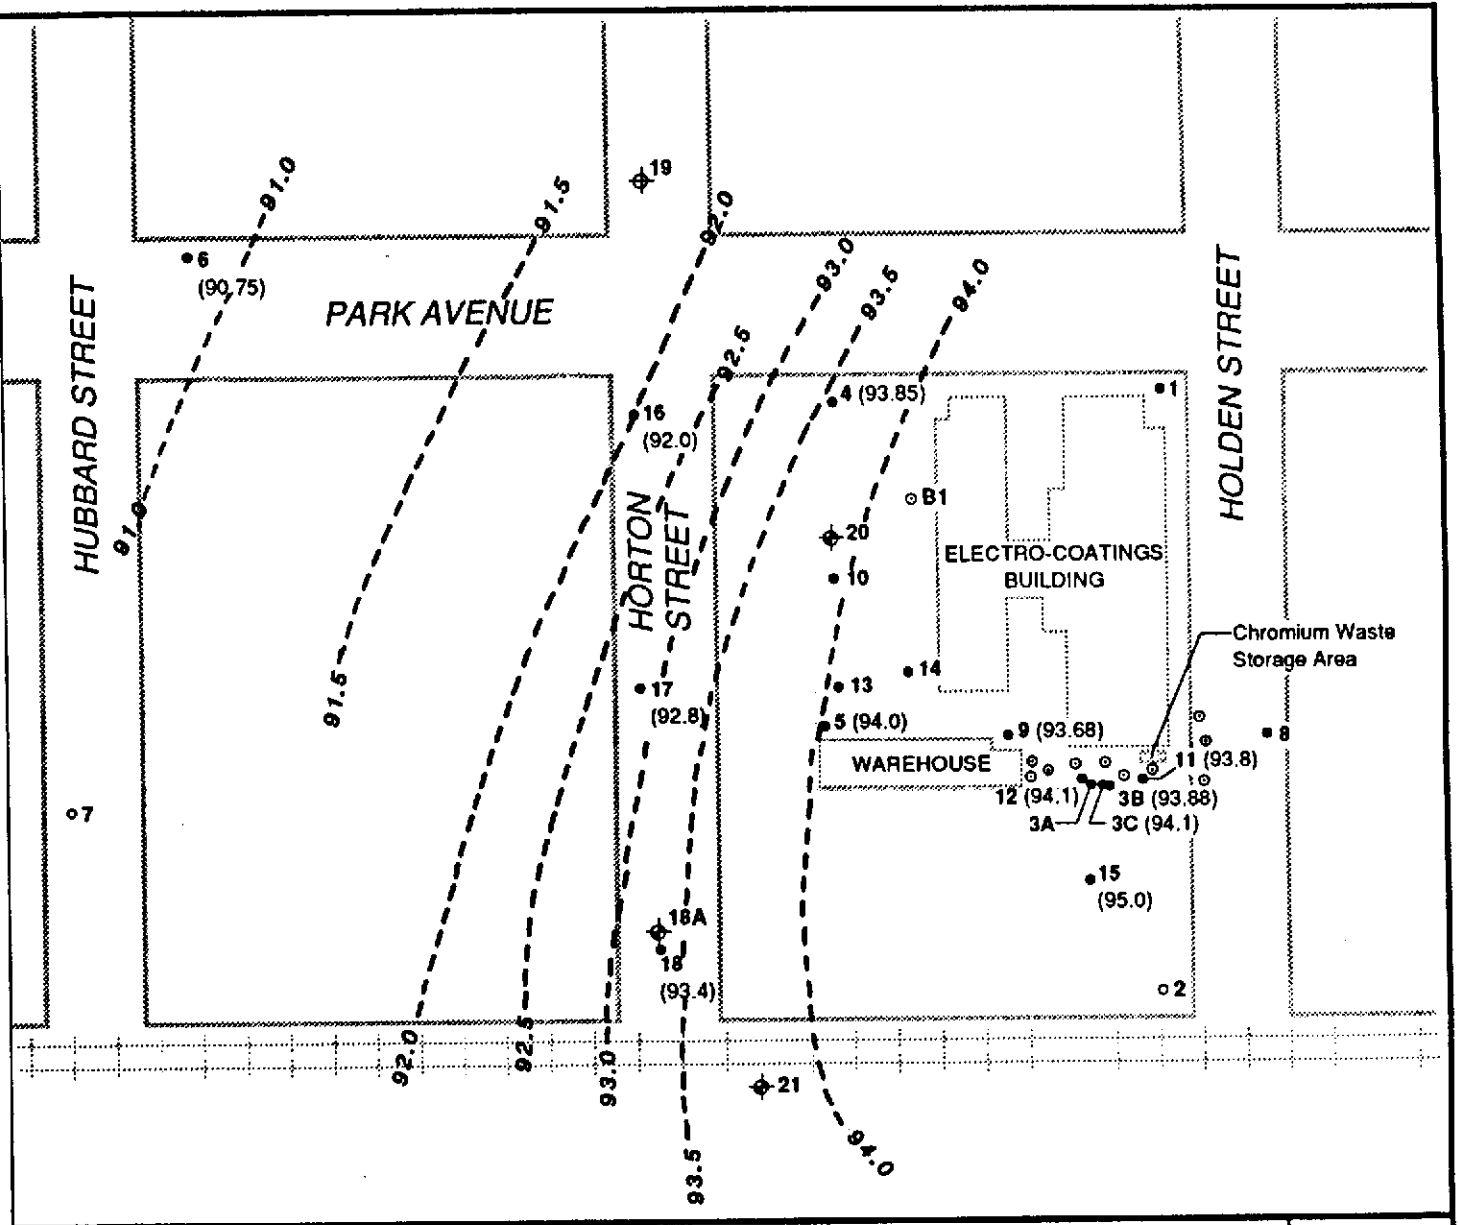 19
91.0
91.5
92.0
6
(90.75)
93.0
93.5
94.0
PARK AVENUE
92.5
HUBBARD STREET
HOLDEN STREET
4 (93.85)
1
16
(92.0)
B1
91.0
HORTON
STREET
20
10
ELECTRO-COATINGS
BUILDING
Chromium Waste
Storage Area
14
13
17
(92.8)
91.5
5 (94.0)
9 (93.68)
8
WAREHOUSE
11 (93.8)
12 (94.1)
3B (93.88)
3A
3C (94.1)
7
15
(95.0)
18A
18
(93.4)
2
92.0
92.5
93.0
21
94.0
93.5